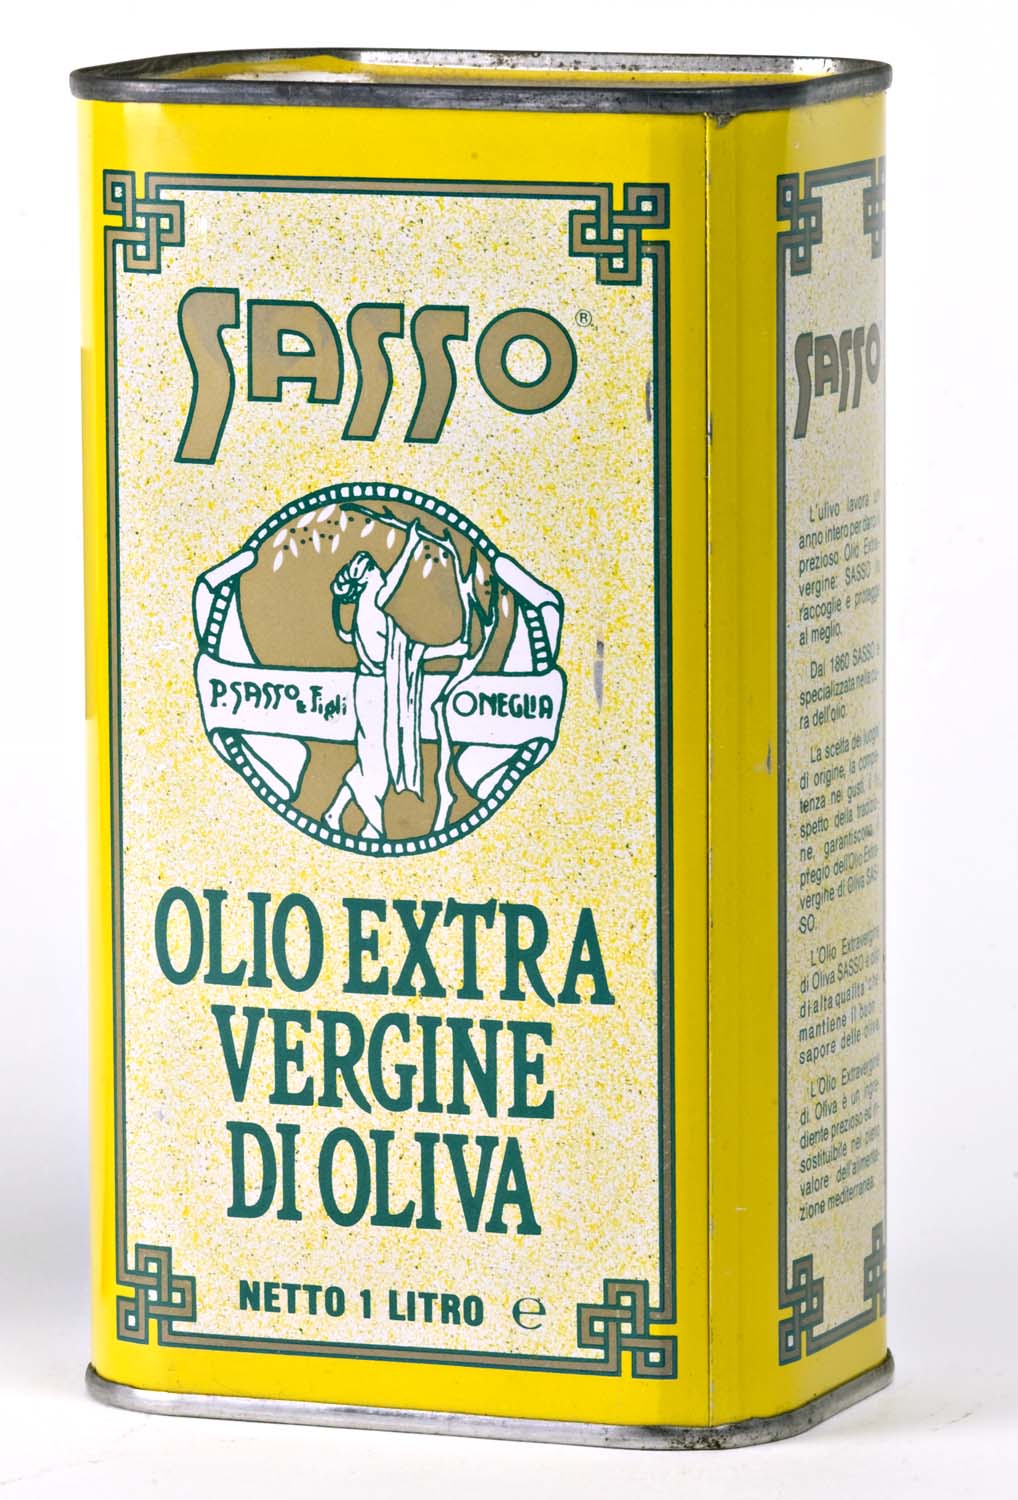 SASSO®
P. SASSO E Figli ONEGLIA
OLIO EXTRA
VERGINE
DI OLIVA
NETTO 1 LITRO e
SASSO
L'ulivo lavora un
anno intero per darci il
prezioso Olio Extra-
vergine: SASSO lo
raccoglie e protegge
al meglio.
Dal 1860 SASSO è
specializzata nella cu-
ra dell'olio.
La scelta dei luoghi
di origine, la compe-
tenza nei gusti, il ri-
spetto della tradizio-
ne, garantiscono il
pregio dell'Olio Extra-
vergine di Oliva SAS-
SO.
L'Olio Extravergine
di Oliva SASSO è
di alta qualita' che
mantiene il buon
sapore delle oliva
L'Olio Extravergine
di Oliva è un ingre-
diente prezioso ed in-
sostituibile nel pieno
valore dell'alimenta-
zione mediterranea.